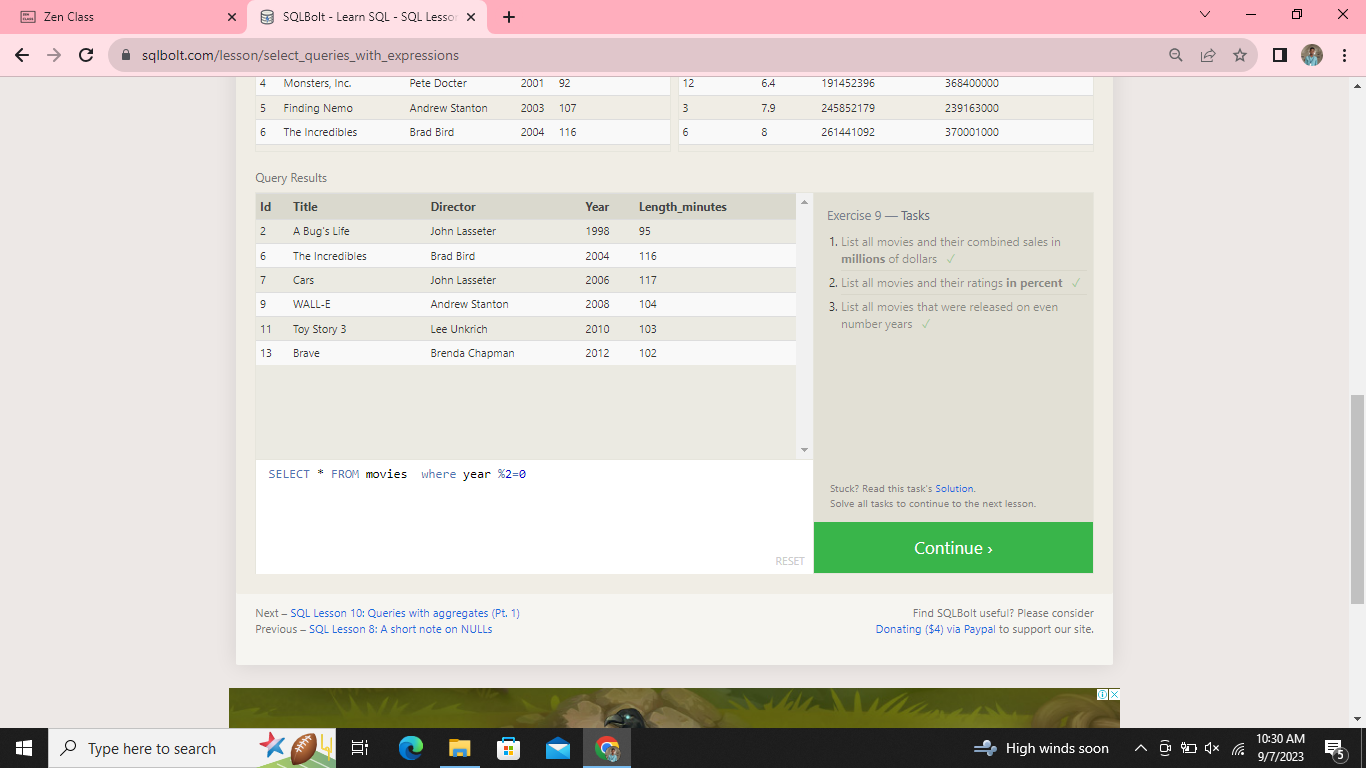 Zen Class
SQLBolt - Learn SQL - SQL Lesson
sqlbolt.com/lesson/select_queries_with_expressions
4 Monsters, Inc. Pete Docter 2001 92 12 6.4 191452396 368400000
5 Finding Nemo Andrew Stanton 2003 107 3 7.9 245852179 239163000
6 The Incredibles Brad Bird 2004 116 6 8 261441092 370001000
Query Results
Id Title Director Year Length_minutes
2 A Bug's Life John Lasseter 1998 95
6 The Incredibles Brad Bird 2004 116
7 Cars John Lasseter 2006 117
9 WALL-E Andrew Stanton 2008 104
11 Toy Story 3 Lee Unkrich 2010 103
13 Brave Brenda Chapman 2012 102
Exercise 9 — Tasks
1. List all movies and their combined sales in
millions of dollars ✓
2. List all movies and their ratings in percent ✓
3. List all movies that were released on even
number years ✓
SELECT * FROM movies  where year %2=0
RESET
Stuck? Read this task's Solution.
Solve all tasks to continue to the next lesson.
Continue ›
Next – SQL Lesson 10: Queries with aggregates (Pt. 1)
Previous – SQL Lesson 8: A short note on NULLs
Find SQLBolt useful? Please consider
Donating ($4) via Paypal to support our site.
Type here to search
High winds soon
10:30 AM
9/7/2023
5